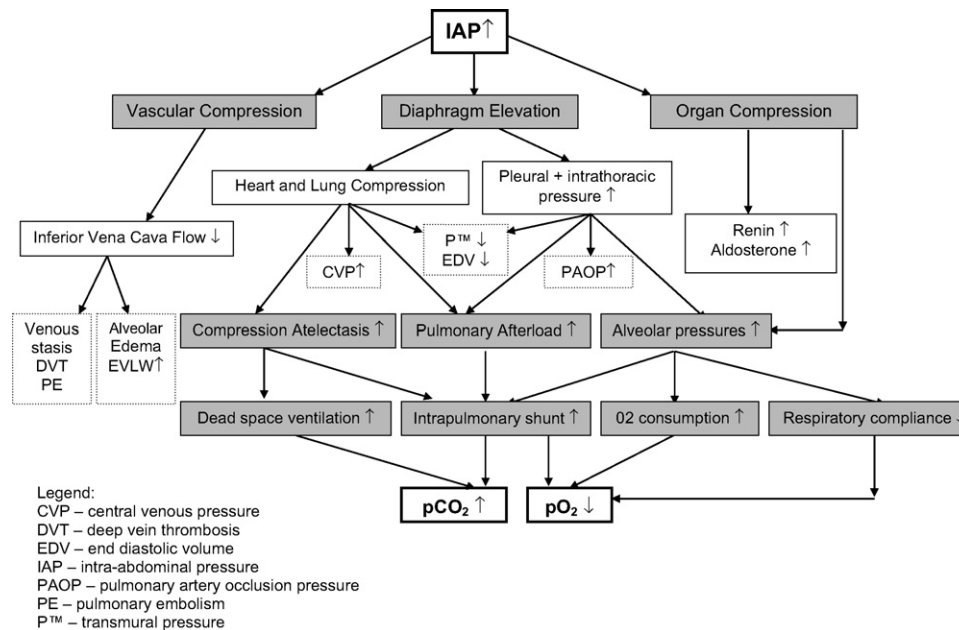 IAP↑
Vascular Compression
Diaphragm Elevation
Organ Compression
Heart and Lung Compression
Pleural + intrathoracic
pressure ↑
Inferior Vena Cava Flow ↓
CVP↑
P™ ↓
EDV ↓
PAOP↑
Renin ↑
Aldosterone ↑
Venous
stasis
DVT
PE
Alveolar
Edema
EVLW↑
Compression Atelectasis ↑
Pulmonary Afterload ↑
Alveolar pressures ↑
Dead space ventilation ↑
Intrapulmonary shunt ↑
02 consumption ↑
Respiratory compliance ↓
pCO₂ ↑
pO₂ ↓
Legend:
CVP – central venous pressure
DVT – deep vein thrombosis
EDV – end diastolic volume
IAP – intra-abdominal pressure
PAOP – pulmonary artery occlusion pressure
PE – pulmonary embolism
P™ – transmural pressure